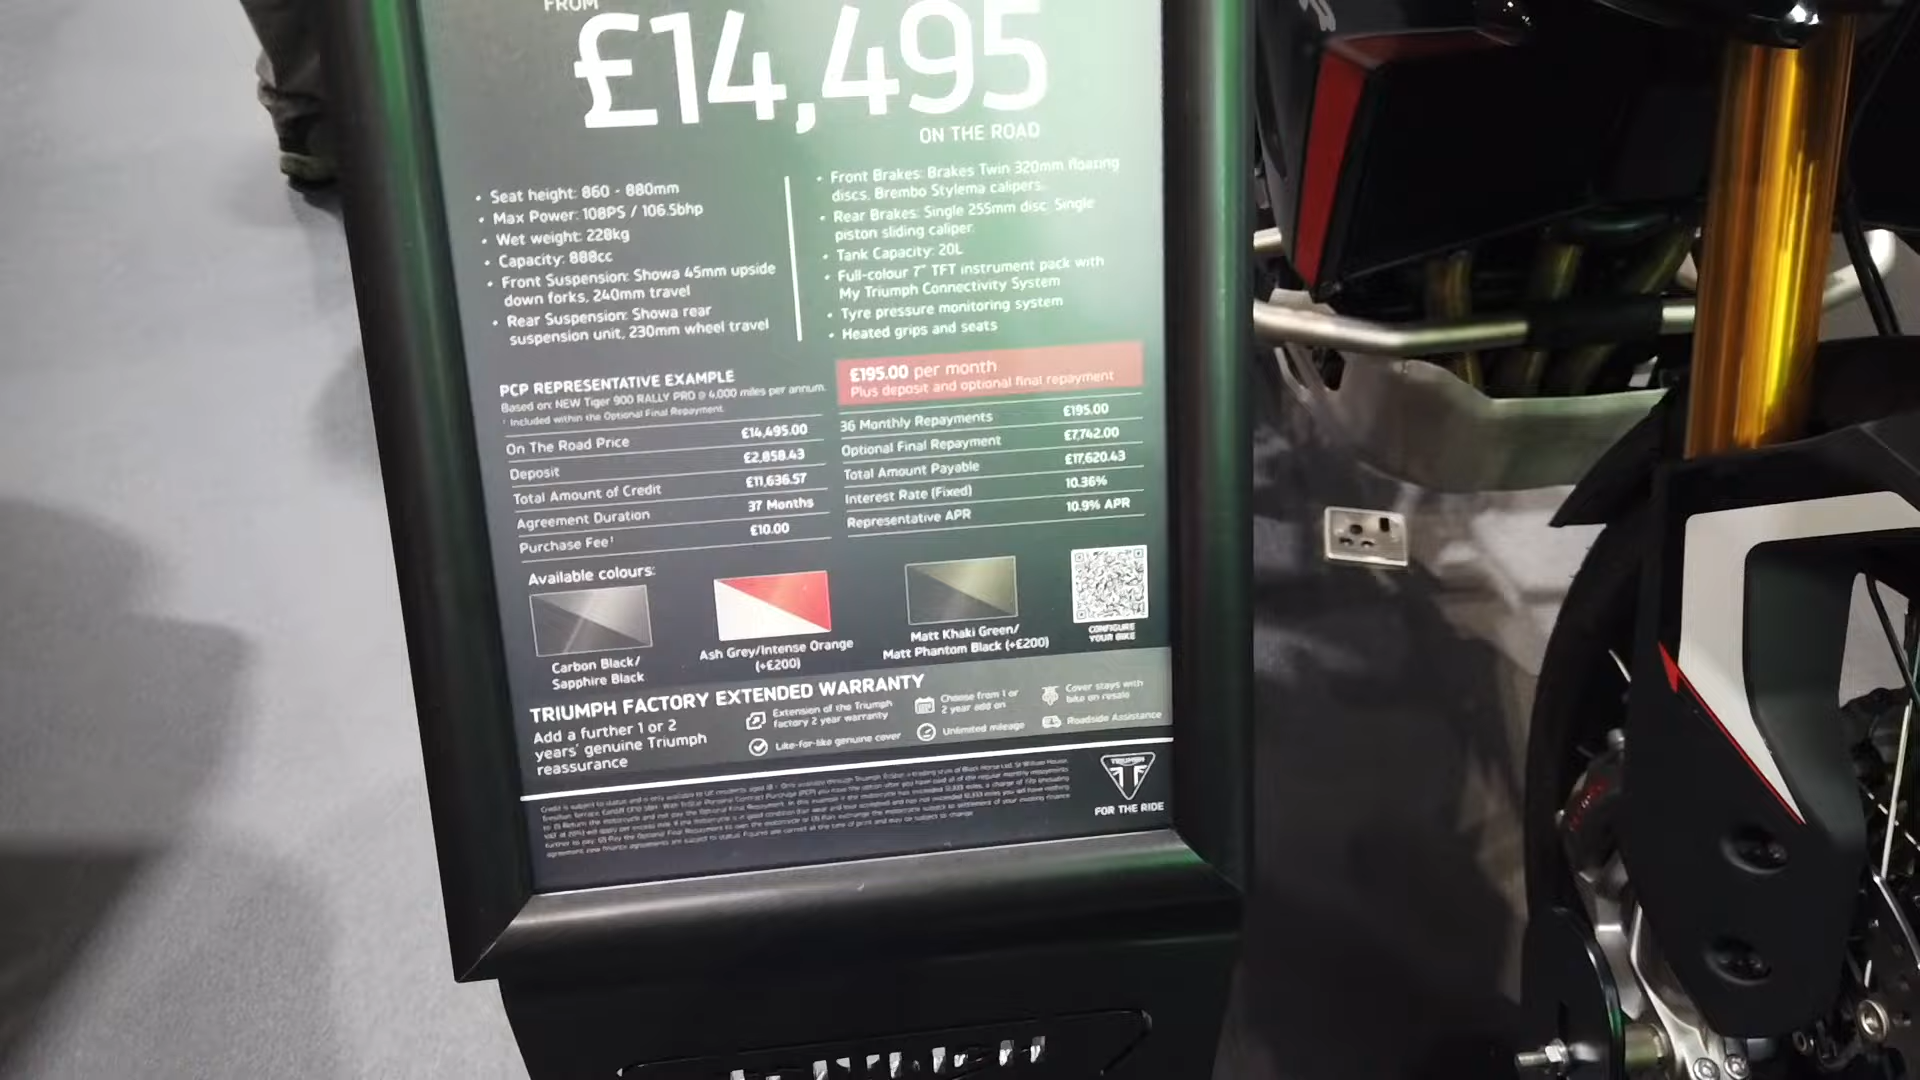 FROM
£14,495
ON THE ROAD
• Seat height: 860 - 880mm
• Max Power: 108PS / 106.5bhp
• Wet weight: 228kg
• Capacity: 888cc
• Front Suspension: Showa 45mm upside
down forks, 240mm travel
• Rear Suspension: Showa rear
suspension unit, 230mm wheel travel
• Front Brakes: Brakes Twin 320mm floating
discs, Brembo Stylema calipers.
• Rear Brakes: Single 255mm disc. Single
piston sliding caliper.
• Tank Capacity: 20L
• Full-colour 7" TFT instrument pack with
My Triumph Connectivity System
• Tyre pressure monitoring system
• Heated grips and seats
PCP REPRESENTATIVE EXAMPLE
Based on: NEW Tiger 900 RALLY PRO @ 4,000 miles per annum.
¹ Included within the Optional Final Repayment.
On The Road Price £14,495.00
Deposit £2,858.43
Total Amount of Credit £11,636.57
Agreement Duration 37 Months
Purchase Fee¹ £10.00
£195.00 per month
Plus deposit and optional final repayment
36 Monthly Repayments £195.00
Optional Final Repayment £7,742.00
Total Amount Payable £17,620.43
Interest Rate (Fixed) 10.36%
Representative APR 10.9% APR
Available colours:
Carbon Black/
Sapphire Black
Ash Grey/Intense Orange
(+£200)
Matt Khaki Green/
Matt Phantom Black (+£200)
CONFIGURE
YOUR BIKE
TRIUMPH FACTORY EXTENDED WARRANTY
Add a further 1 or 2
years' genuine Triumph
reassurance
Extension of the Triumph
factory 2 year warranty
Like-for-like genuine cover
Choose from 1 or
2 year add on
Unlimited mileage
Cover stays with
bike on resale
Roadside Assistance
TRIUMPH
FOR THE RIDE